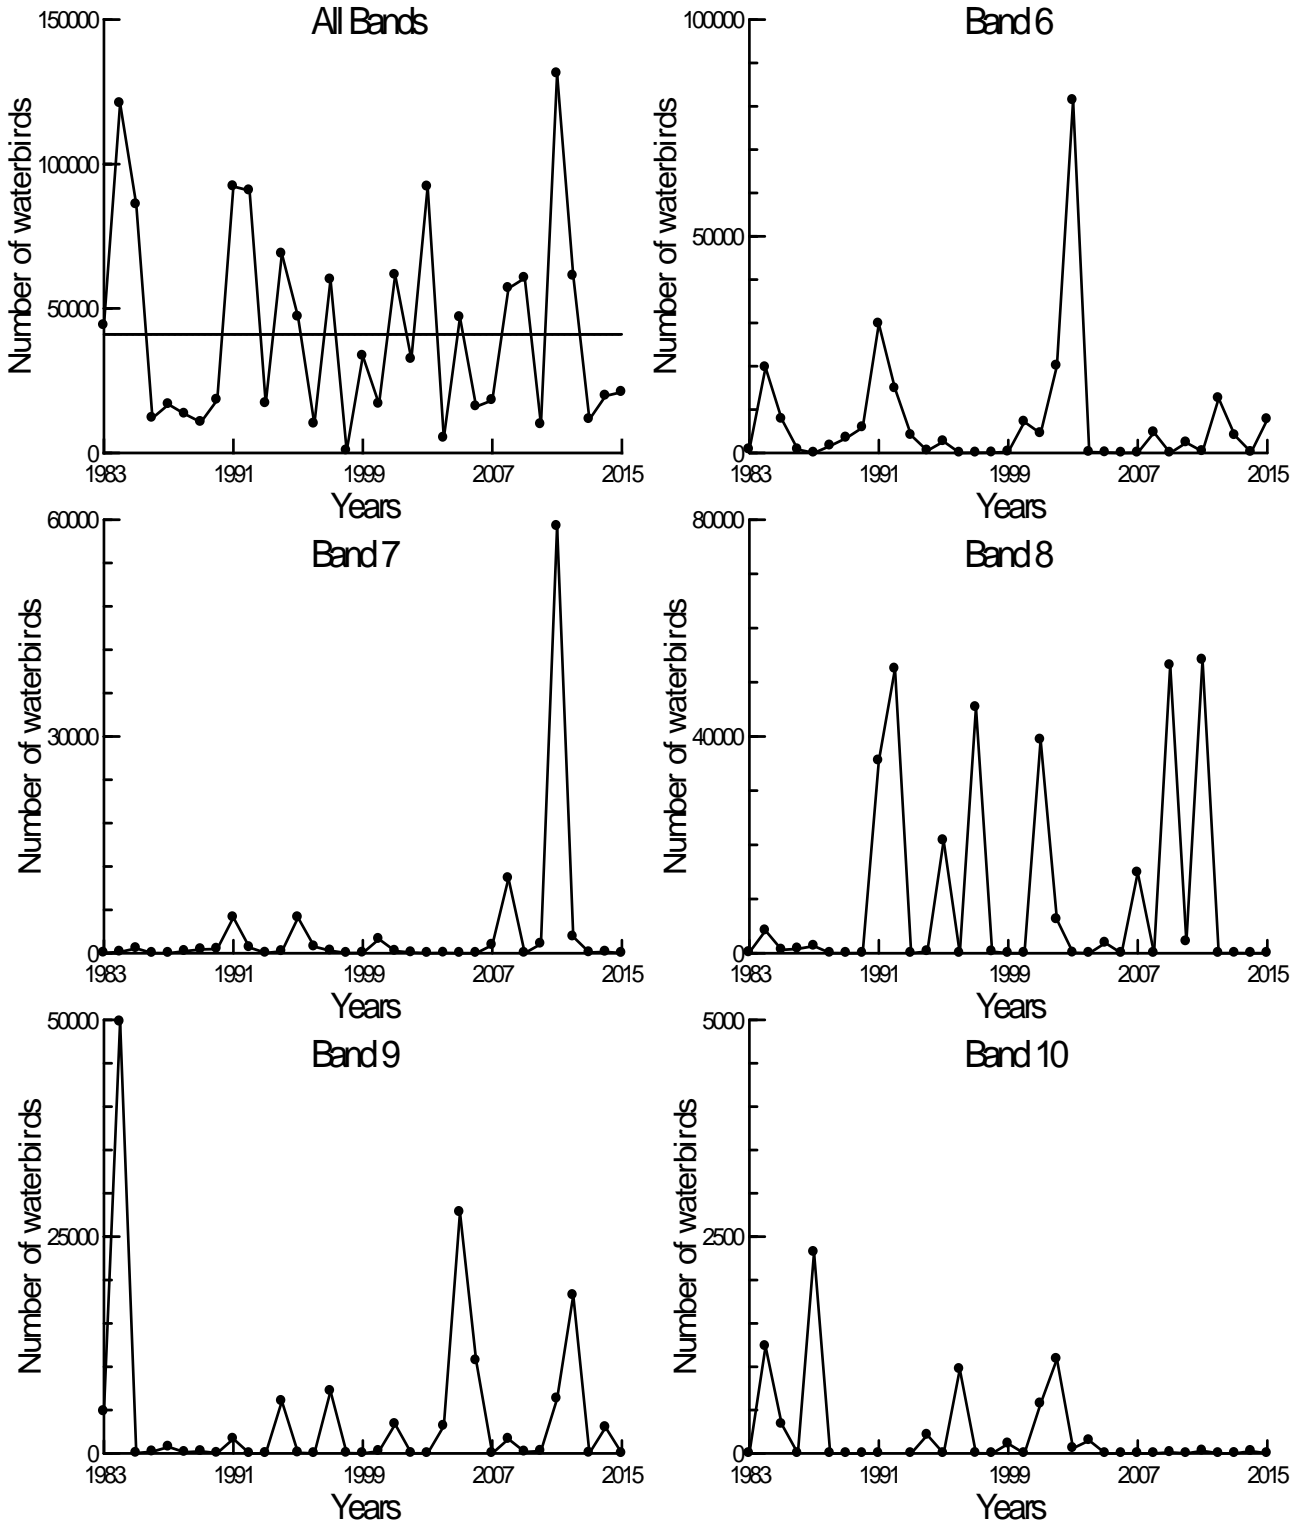 All Bands
Number of waterbirds
150000
100000
50000
0
1983
1991
1999
2007
2015
Years
Band 6
Number of waterbirds
100000
50000
0
1983
1991
1999
2007
2015
Years
Band 7
Number of waterbirds
60000
30000
0
1983
1991
1999
2007
2015
Years
Band 8
Number of waterbirds
80000
40000
0
1983
1991
1999
2007
2015
Years
Band 9
Number of waterbirds
50000
25000
0
1983
1991
1999
2007
2015
Years
Band 10
Number of waterbirds
5000
2500
0
1983
1991
1999
2007
2015
Years